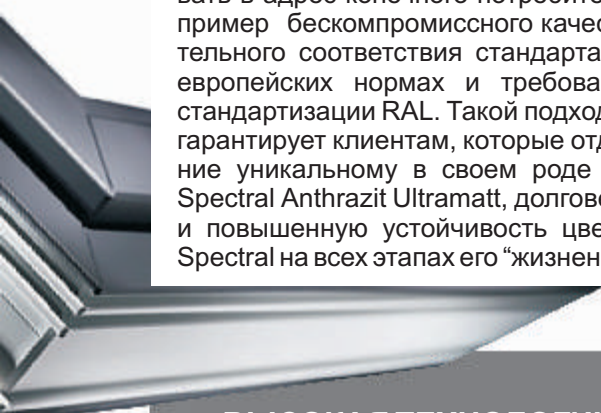 пример бескомпромиссного качес
тельного соответствия стандарта
европейских нормах и требова
стандартизации RAL. Такой подход
гарантирует клиентам, которые отд
ние уникальному в своем роде
Spectral Anthrazit Ultramatt, долгове
и повышенную устойчивость цве
Spectral на всех этапах его “жизнен